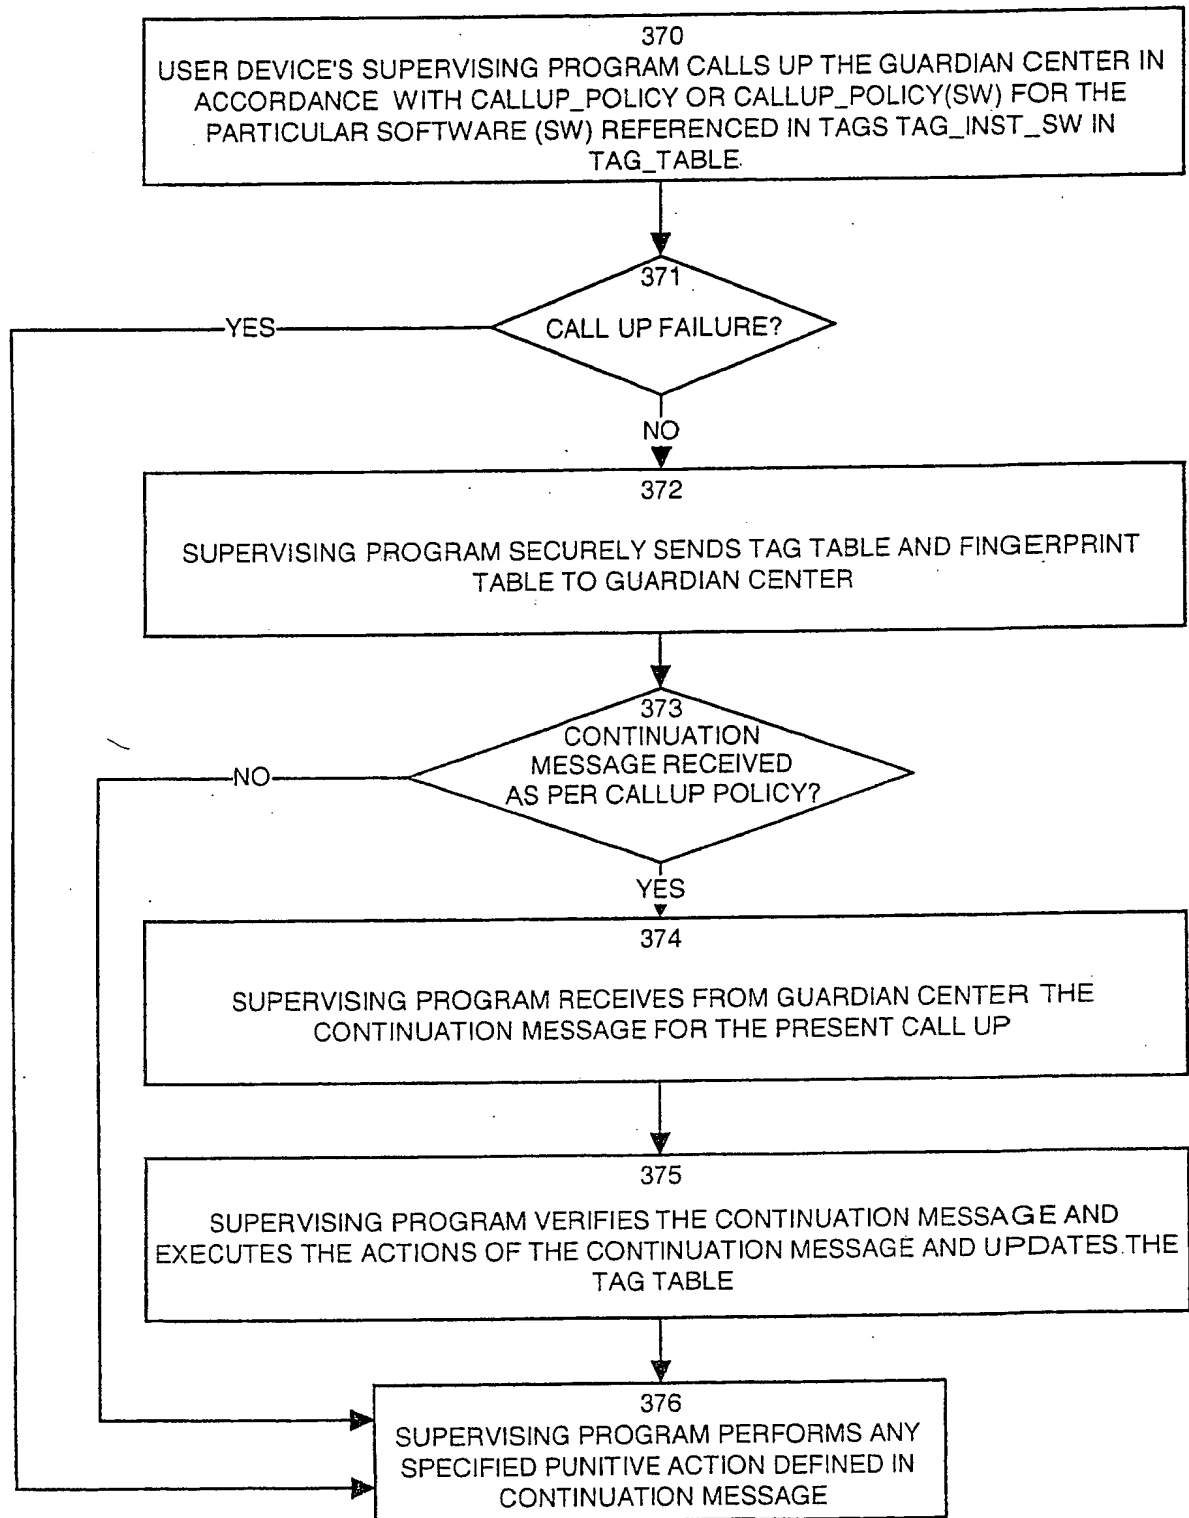 370
USER DEVICE'S SUPERVISING PROGRAM CALLS UP THE GUARDIAN CENTER IN
ACCORDANCE WITH CALLUP_POLICY OR CALLUP_POLICY(SW) FOR THE
PARTICULAR SOFTWARE (SW) REFERENCED IN TAGS TAG_INST_SW IN
TAG_TABLE.
371
CALL UP FAILURE?
YES
NO
372
SUPERVISING PROGRAM SECURELY SENDS TAG TABLE AND FINGERPRINT
TABLE TO GUARDIAN CENTER
373
CONTINUATION
MESSAGE RECEIVED
AS PER CALLUP POLICY?
NO
YES
374
SUPERVISING PROGRAM RECEIVES FROM GUARDIAN CENTER THE
CONTINUATION MESSAGE FOR THE PRESENT CALL UP
375
SUPERVISING PROGRAM VERIFIES THE CONTINUATION MESSAGE AND
EXECUTES THE ACTIONS OF THE CONTINUATION MESSAGE AND UPDATES THE
TAG TABLE
376
SUPERVISING PROGRAM PERFORMS ANY
SPECIFIED PUNITIVE ACTION DEFINED IN
CONTINUATION MESSAGE